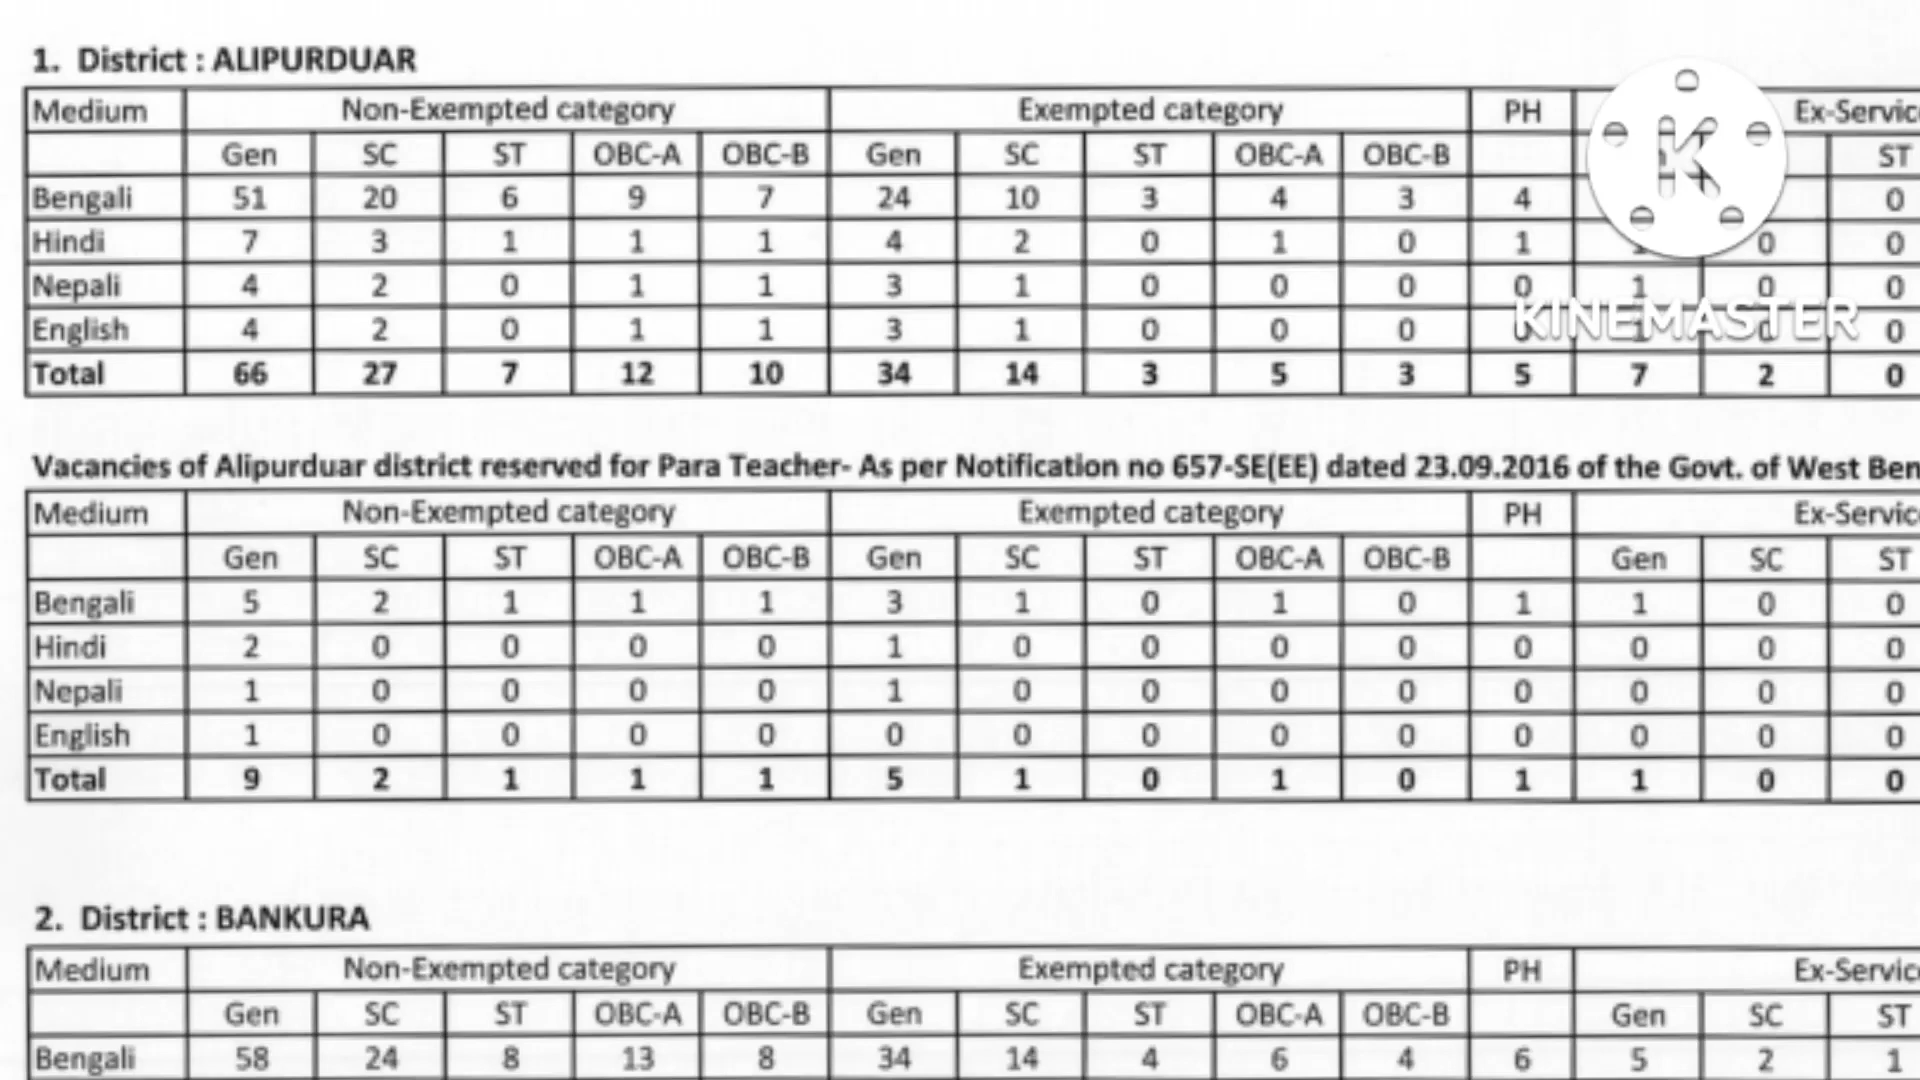 1. District : ALIPURDUAR
Medium Non-Exempted category Exempted category PH Ex-Servic
Gen SC ST OBC-A OBC-B Gen SC ST OBC-A OBC-B ST
Bengali 51 20 6 9 7 24 10 3 4 3 4 0
Hindi 7 3 1 1 1 4 2 0 1 0 1 0 0
Nepali 4 2 0 1 1 3 1 0 0 0 0 1 0 0
English 4 2 0 1 1 3 1 0 0 0 0 1 0 0
KINEMASTER
Total 66 27 7 12 10 34 14 3 5 3 5 7 2 0
Vacancies of Alipurduar district reserved for Para Teacher- As per Notification no 657-SE(EE) dated 23.09.2016 of the Govt. of West Ben
Medium Non-Exempted category Exempted category PH Ex-Servic
Gen SC ST OBC-A OBC-B Gen SC ST OBC-A OBC-B Gen SC ST
Bengali 5 2 1 1 1 3 1 0 1 0 1 1 0 0
Hindi 2 0 0 0 0 1 0 0 0 0 0 0 0 0
Nepali 1 0 0 0 0 1 0 0 0 0 0 0 0 0
English 1 0 0 0 0 0 0 0 0 0 0 0 0 0
Total 9 2 1 1 1 5 1 0 1 0 1 1 0 0
2. District : BANKURA
Medium Non-Exempted category Exempted category PH Ex-Servic
Gen SC ST OBC-A OBC-B Gen SC ST OBC-A OBC-B Gen SC ST
Bengali 58 24 8 13 8 34 14 4 6 4 6 5 2 1